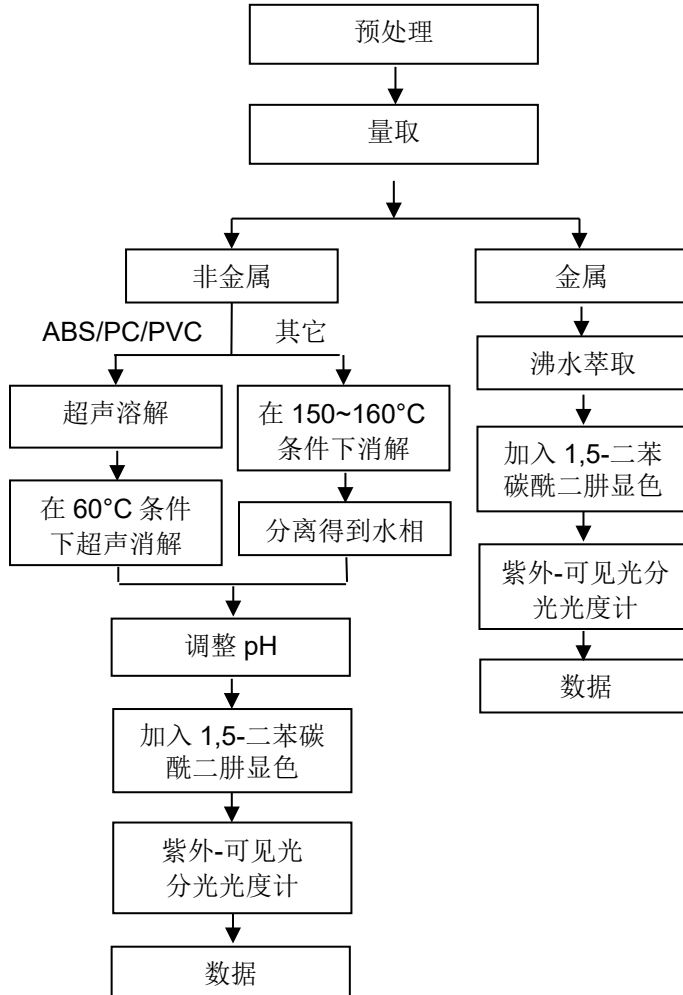 预处理
量取
非金属
金属
ABS/PC/PVC
其它
沸水萃取
超声溶解
在 150~160°C
条件下消解
加入 1,5-二苯
碳酰二肼显色
在 60°C 条件
下超声消解
分离得到水相
紫外-可见光分
光光度计
调整 pH
数据
加入 1,5-二苯碳
酰二肼显色
紫外-可见光
分光光度计
数据